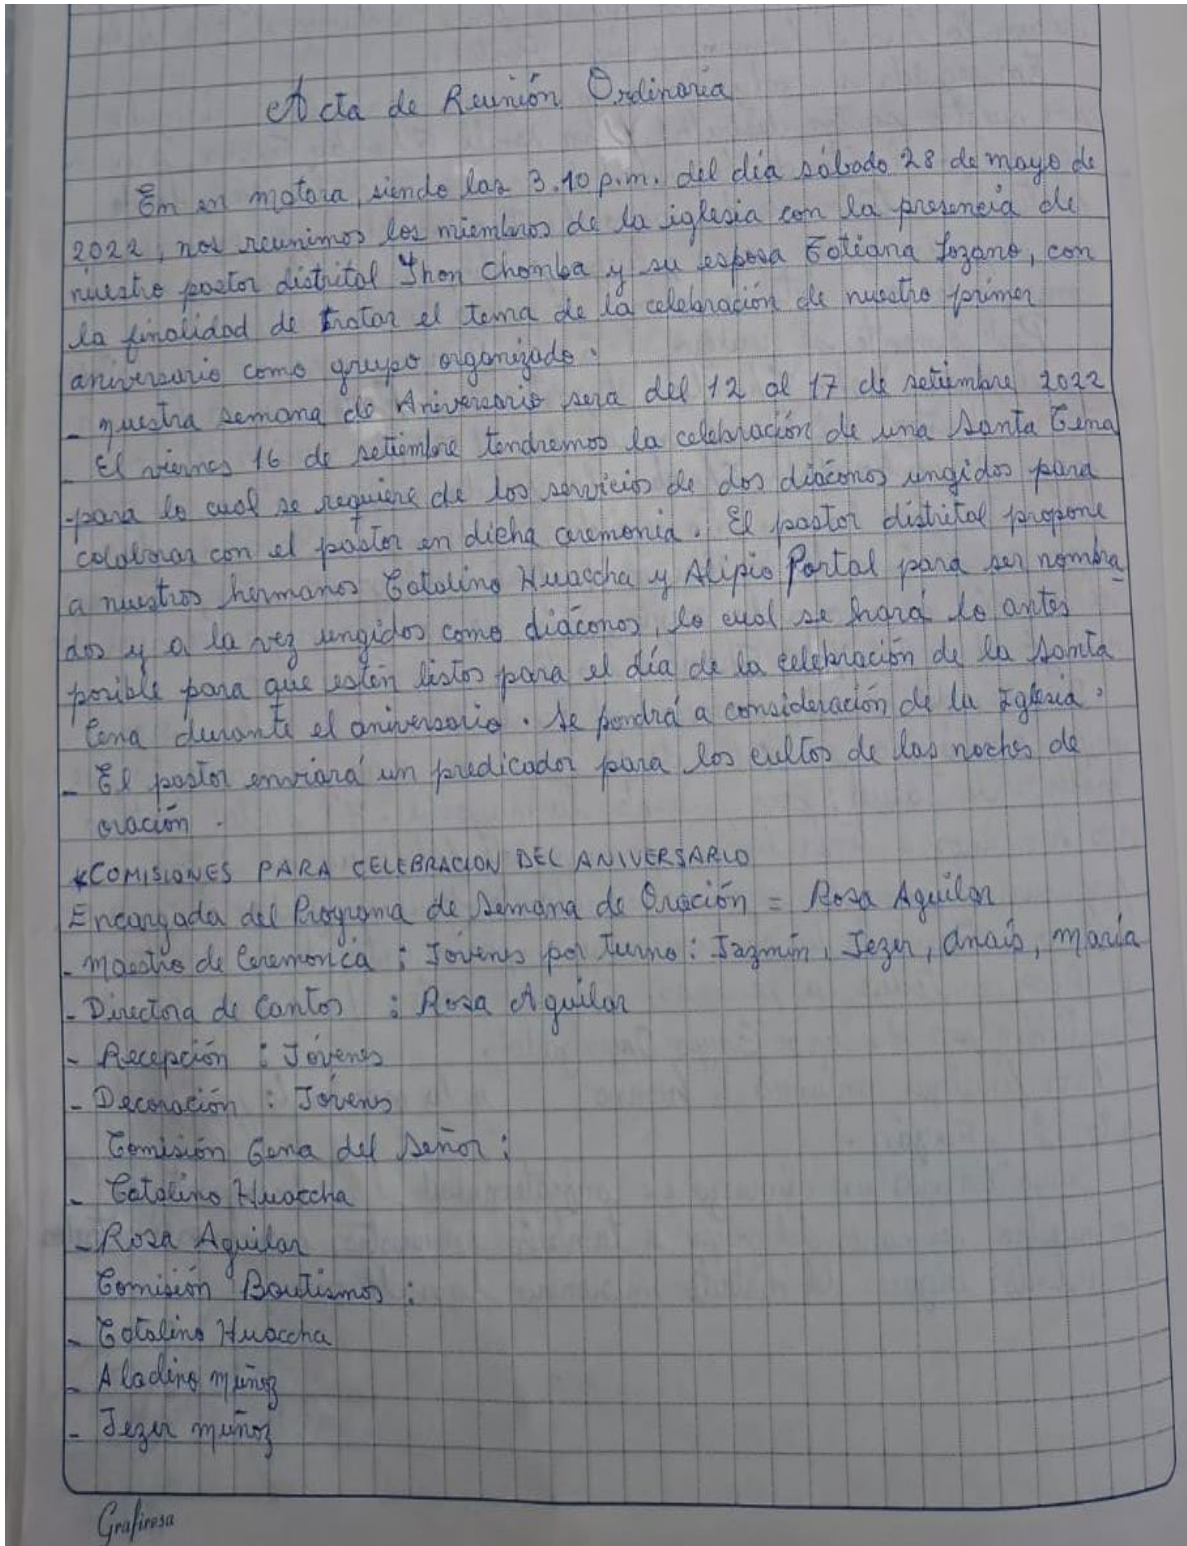 Acta de Reunión Ordinaria
En matara, siendo las 3.10 p.m. del día sábado 28 de mayo de
2022, nos reunimos los miembros de la iglesia con la presencia de
nuestro pastor distrital Jhon Chomba y su esposa Tatiana Lozano, con
la finalidad de tratar el tema de la celebración de nuestro primer
aniversario como grupo organizado.
- nuestra semana de Aniversario sera del 12 al 17 de setiembre 2022
- El viernes 16 de setiembre tendremos la celebración de una Santa Cena
para lo cual se requiere de los servicios de dos diáconos ungidos para
colaborar con el pastor en dicha ceremonia. El pastor distrital propone
a nuestros hermanos Catalino Huaccha y Alipio Portal para ser nombra
dos y a la vez ungidos como diáconos, lo cual se hará lo antes
posible para que estén listos para el día de la celebración de la Santa
Cena durante el aniversario. Se pondrá a consideración de la Iglesia.
- El pastor enviará un predicador para los cultos de las noches de
oración.
*COMISIONES PARA CELEBRACION DEL ANIVERSARIO
Encargada del Programa de Semana de Oración = Rosa Aguilar
- maestro de Ceremonia : Jóvenes por turno: Jazmín, Jezer, Anaís, maría
- Directora de Cantos : Rosa Aguilar
- Recepción : Jóvenes
- Decoración : Jóvenes
Comisión Cena del Señor :
- Catalino Huaccha
- Rosa Aguilar
Comisión Bautismos :
- Catalino Huaccha
- Aladino muñoz
- Jezer muñoz
Grafiresa